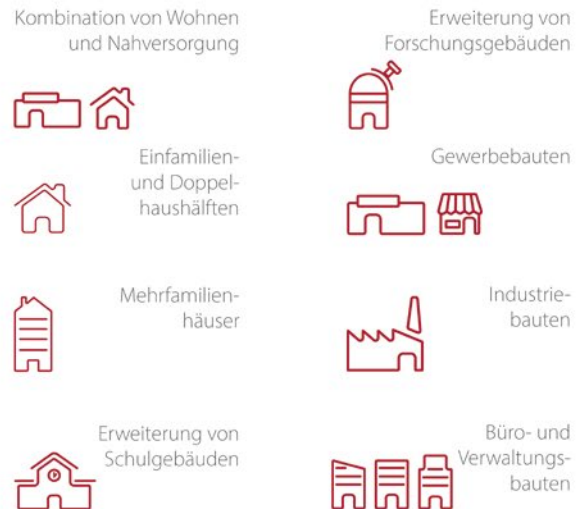 Kombination von Wohnen
und Nahversorgung
Einfamilien-
und Doppel-
haushälften
Mehrfamilien-
häuser
Erweiterung von
Schulgebäuden
Erweiterung von
Forschungsgebäuden
Gewerbebauten
Industrie-
bauten
Büro- und
Verwaltungs-
bauten